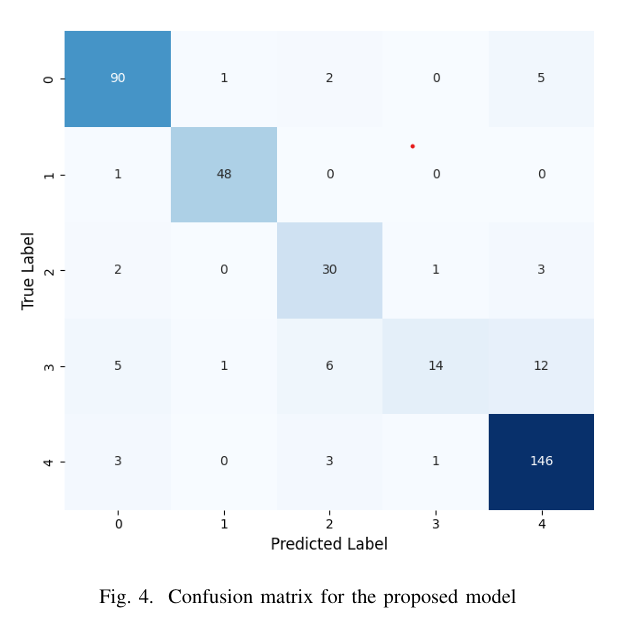 0 90 1 2 0 5
1 1 48 0 0 0
2 2 0 30 1 3
3 5 1 6 14 12
4 3 0 3 1 146
True Label
0 1 2 3 4
Predicted Label
Fig. 4. Confusion matrix for the proposed model